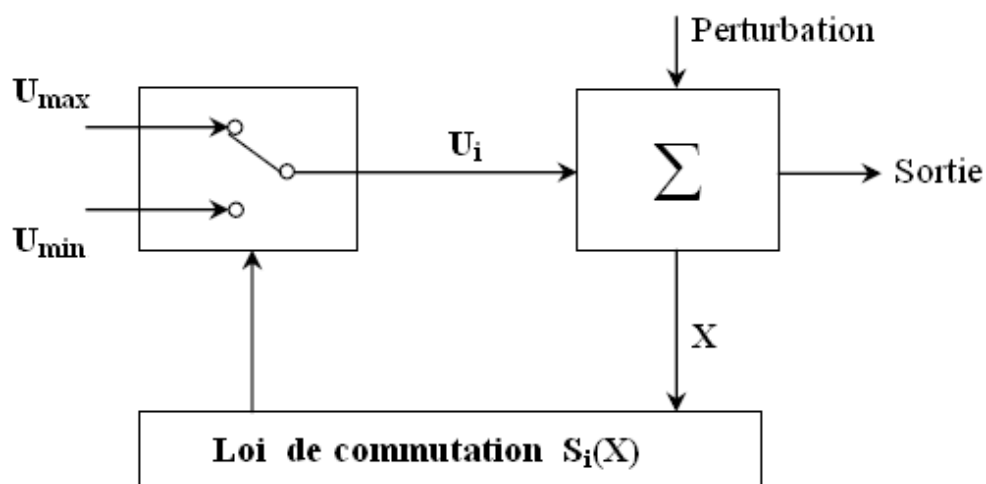 Perturbation
Umax
Ui
∑
Sortie
Umin
X
Loi de commutation Si(X)